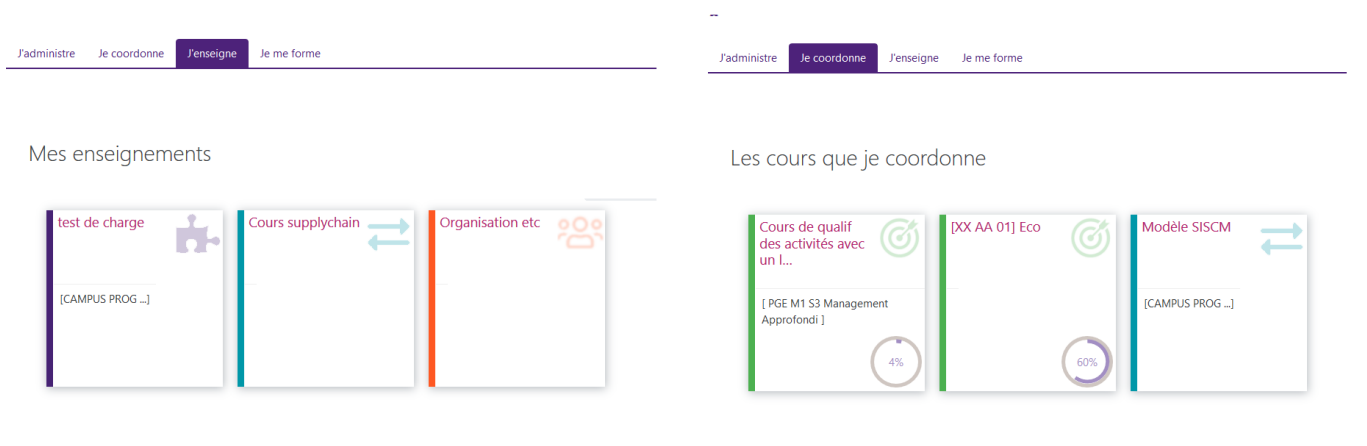 J'administre Je coordonne J'enseigne Je me forme
Mes enseignements
test de charge
[CAMPUS PROG ...]
Cours supplychain
Organisation etc
--
J'administre Je coordonne J'enseigne Je me forme
Les cours que je coordonne
Cours de qualif
des activités avec
un l...
[ PGE M1 S3 Management
Approfondi ]
4%
[XX AA 01] Eco
60%
Modèle SISCM
[CAMPUS PROG ...]